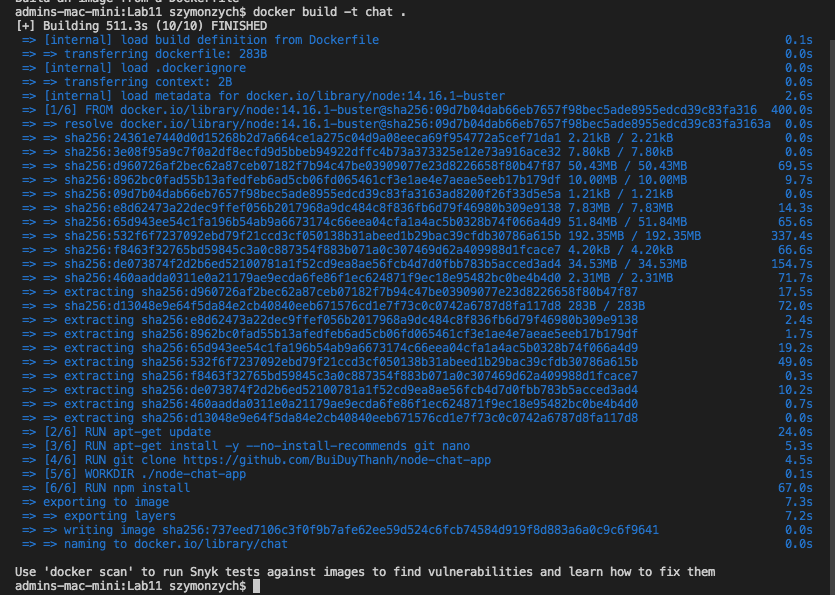 admins-mac-mini:Lab11 szymonzych$ docker build -t chat .
[+] Building 511.3s (10/10) FINISHED
=> [internal] load build definition from Dockerfile 0.1s
=> => transferring dockerfile: 283B 0.0s
=> [internal] load .dockerignore 0.0s
=> => transferring context: 2B 0.0s
=> [internal] load metadata for docker.io/library/node:14.16.1-buster 2.6s
=> [1/6] FROM docker.io/library/node:14.16.1-buster@sha256:09d7b04dab66eb7657f98bec5ade8955edcd39c83fa316 400.0s
=> => resolve docker.io/library/node:14.16.1-buster@sha256:09d7b04dab66eb7657f98bec5ade8955edcd39c83fa3163a 0.0s
=> => sha256:24361e7440d0d15268b2d7a664ce1a275c04d9a08eeca69f954772a5cef71da1 2.21kB / 2.21kB 0.0s
=> => sha256:3e08f95a9c7f0a2df8ecfd9d5bbeb94922dffc4b73a373325e12e73a916ace32 7.80kB / 7.80kB 0.0s
=> => sha256:d960726af2bec62a87ceb07182f7b94c47be03909077e23d8226658f80b47f87 50.43MB / 50.43MB 69.5s
=> => sha256:8962bc0fad55b13afedfeb6ad5cb06fd065461cf3e1ae4e7aeae5eeb17b179df 10.00MB / 10.00MB 9.7s
=> => sha256:09d7b04dab66eb7657f98bec5ade8955edcd39c83fa3163ad8200f26f33d5e5a 1.21kB / 1.21kB 0.0s
=> => sha256:e8d62473a22dec9ffef056b2017968a9dc484c8f836fb6d79f46980b309e9138 7.83MB / 7.83MB 14.3s
=> => sha256:65d943ee54c1fa196b54ab9a6673174c66eea04cfa1a4ac5b0328b74f066a4d9 51.84MB / 51.84MB 65.6s
=> => sha256:532f6f7237092ebd79f21ccd3cf050138b31abeed1b29bac39cfdb30786a615b 192.35MB / 192.35MB 337.4s
=> => sha256:f8463f32765bd59845c3a0c887354f883b071a0c307469d62a409988d1fcace7 4.20kB / 4.20kB 66.6s
=> => sha256:de073874f2d2b6ed52100781a1f52cd9ea8ae56fcb4d7d0fbb783b5acced3ad4 34.53MB / 34.53MB 154.7s
=> => sha256:460aadda0311e0a21179ae9ecda6fe86f1ec624871f9ec18e95482bc0be4b4d0 2.31MB / 2.31MB 71.7s
=> => extracting sha256:d960726af2bec62a87ceb07182f7b94c47be03909077e23d8226658f80b47f87 17.5s
=> => sha256:d13048e9e64f5da84e2cb40840eeb671576cd1e7f73c0c0742a6787d8fa117d8 283B / 283B 72.0s
=> => extracting sha256:e8d62473a22dec9ffef056b2017968a9dc484c8f836fb6d79f46980b309e9138 2.4s
=> => extracting sha256:8962bc0fad55b13afedfeb6ad5cb06fd065461cf3e1ae4e7aeae5eeb17b179df 1.7s
=> => extracting sha256:65d943ee54c1fa196b54ab9a6673174c66eea04cfa1a4ac5b0328b74f066a4d9 19.2s
=> => extracting sha256:532f6f7237092ebd79f21ccd3cf050138b31abeed1b29bac39cfdb30786a615b 49.0s
=> => extracting sha256:f8463f32765bd59845c3a0c887354f883b071a0c307469d62a409988d1fcace7 0.3s
=> => extracting sha256:de073874f2d2b6ed52100781a1f52cd9ea8ae56fcb4d7d0fbb783b5acced3ad4 10.2s
=> => extracting sha256:460aadda0311e0a21179ae9ecda6fe86f1ec624871f9ec18e95482bc0be4b4d0 0.7s
=> => extracting sha256:d13048e9e64f5da84e2cb40840eeb671576cd1e7f73c0c0742a6787d8fa117d8 0.0s
=> [2/6] RUN apt-get update 24.0s
=> [3/6] RUN apt-get install -y --no-install-recommends git nano 5.3s
=> [4/6] RUN git clone https://github.com/BuiDuyThanh/node-chat-app 4.5s
=> [5/6] WORKDIR ./node-chat-app 0.1s
=> [6/6] RUN npm install 67.0s
=> exporting to image 7.3s
=> => exporting layers 7.2s
=> => writing image sha256:737eed7106c3f0f9b7afe62ee59d524c6fcb74584d919f8d883a6a0c9c6f9641 0.0s
=> => naming to docker.io/library/chat 0.0s
Use 'docker scan' to run Snyk tests against images to find vulnerabilities and learn how to fix them
admins-mac-mini:Lab11 szymonzych$